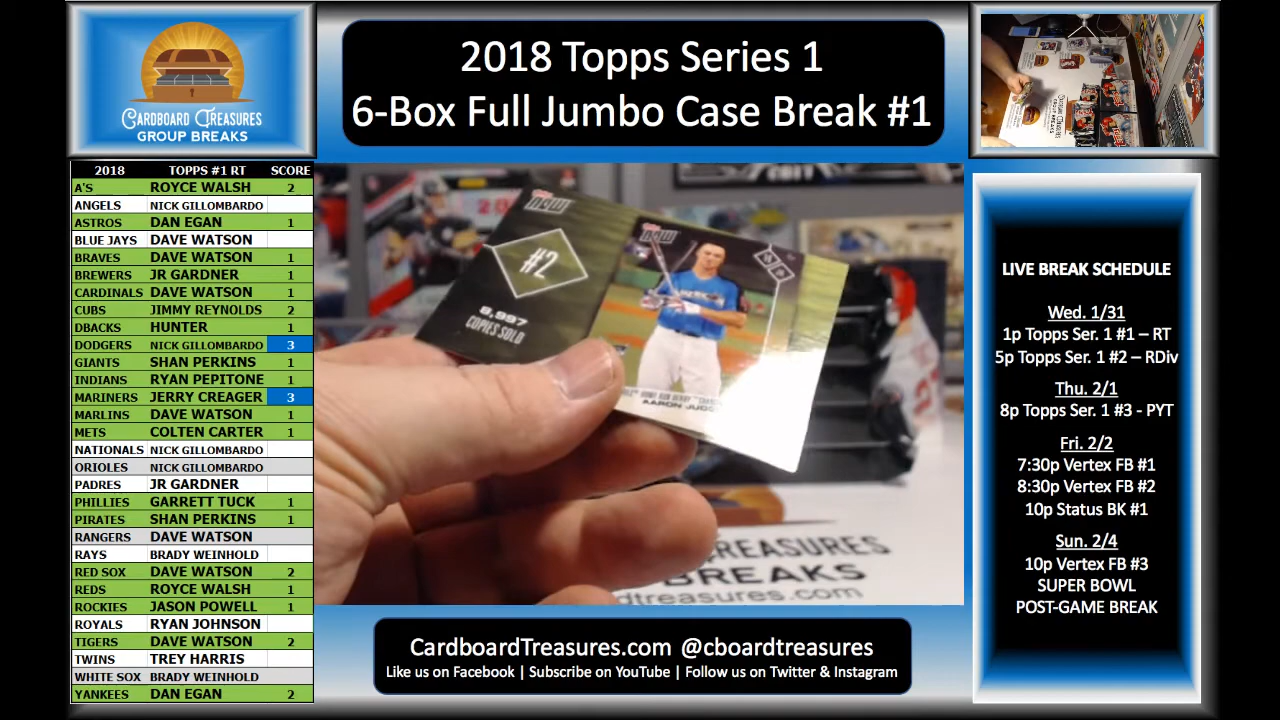 CARDBOARD TREASURES
GROUP BREAKS
2018 Topps Series 1
6-Box Full Jumbo Case Break #1
2018 TOPPS #1 RT SCORE
A'S ROYCE WALSH 2
ANGELS NICK GILLOMBARDO
ASTROS DAN EGAN 1
BLUE JAYS DAVE WATSON
BRAVES DAVE WATSON 1
BREWERS JR GARDNER 1
CARDINALS DAVE WATSON 1
CUBS JIMMY REYNOLDS 2
DBACKS HUNTER 1
DODGERS NICK GILLOMBARDO 3
GIANTS SHAN PERKINS 1
INDIANS RYAN PEPITONE 1
MARINERS JERRY CREAGER 3
MARLINS DAVE WATSON 1
METS COLTEN CARTER 1
NATIONALS NICK GILLOMBARDO
ORIOLES NICK GILLOMBARDO
PADRES JR GARDNER
PHILLIES GARRETT TUCK 1
PIRATES SHAN PERKINS 1
RANGERS DAVE WATSON
RAYS BRADY WEINHOLD
RED SOX DAVE WATSON 2
REDS ROYCE WALSH 1
ROCKIES JASON POWELL 1
ROYALS RYAN JOHNSON
TIGERS DAVE WATSON 2
TWINS TREY HARRIS
WHITE SOX BRADY WEINHOLD
YANKEES DAN EGAN 2
TOPPS NOW
#2
8,997
COPIES SOLD
TOPPS NOW
AARON JUDG
TREASURES
BREAKS
dtreasures.com
CardboardTreasures.com @cboardtreasures
Like us on Facebook | Subscribe on YouTube | Follow us on Twitter & Instagram
LIVE BREAK SCHEDULE
Wed. 1/31
1p Topps Ser. 1 #1 – RT
5p Topps Ser. 1 #2 – RDiv
Thu. 2/1
8p Topps Ser. 1 #3 - PYT
Fri. 2/2
7:30p Vertex FB #1
8:30p Vertex FB #2
10p Status BK #1
Sun. 2/4
10p Vertex FB #3
SUPER BOWL
POST-GAME BREAK